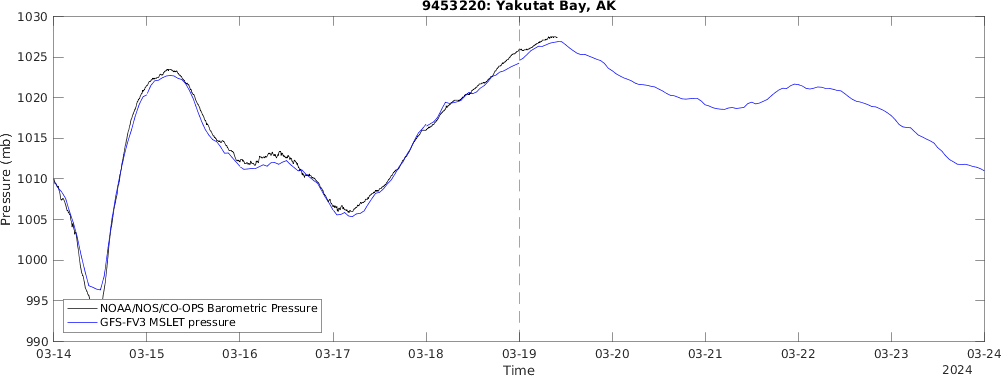 9453220: Yakutat Bay, AK
1030
1025
1020
1015
1010
1005
1000
995
990
Pressure (mb)
NOAA/NOS/CO-OPS Barometric Pressure
GFS-FV3 MSLET pressure
03-14 03-15 03-16 03-17 03-18 03-19 03-20 03-21 03-22 03-23 03-24
Time
2024